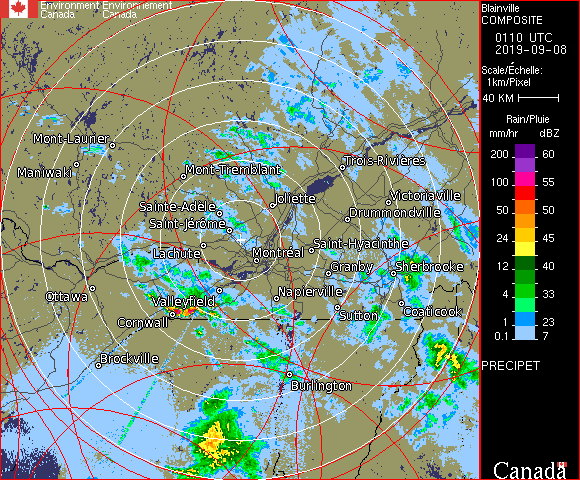 Environment Environnement
Canada Canada
Mont-Laurier
Maniwaki
Mont-Tremblant
Trois-Rivières
Sainte-Adele
Joliette
Victoriaville
Drummondville
Saint-Jérôme
Lachute
Montréal
Saint-Hyacinthe
Granby
Sherbrooke
Ottawa
Valleyfield
Napierville
Cornwall
Sutton
Coaticook
Brockville
Burlington
Blainville
COMPOSITE
0110 UTC
2019-09-08
Scale/Échelle:
1km/Pixel
40 KM
Rain/Pluie
mm/hr dBZ
200 60
100 55
50 50
24 45
12 40
4 33
1 23
0.1 7
PRECIPET
Canada